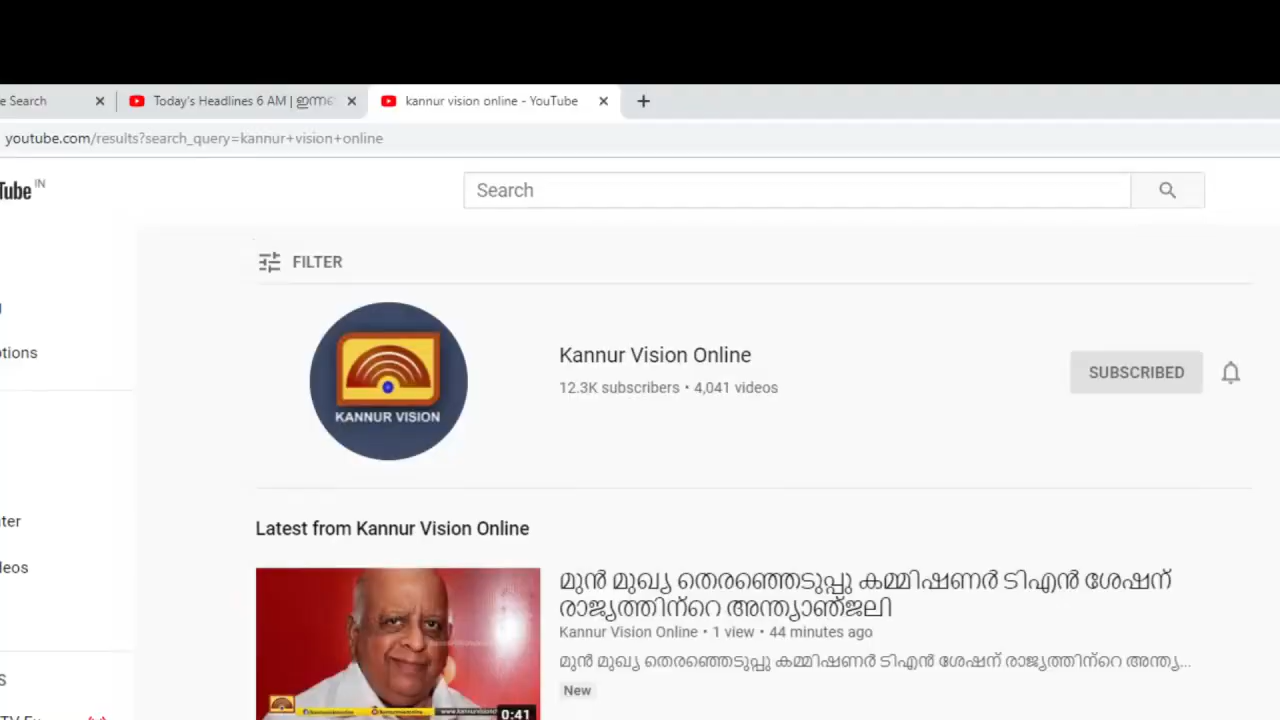 e Search
Today's Headlines 6 AM | ഇന്നത്
kannur vision online - YouTube
youtube.com/results?search_query=kannur+vision+online
Tube IN
Search
FILTER
KANNUR VISION
Kannur Vision Online
12.3K subscribers • 4,041 videos
SUBSCRIBED
otions
Latest from Kannur Vision Online
മുൻ മുഖ്യ തെരഞ്ഞെടുപ്പു കമ്മിഷണർ ടിഎൻ ശേഷന്
രാജ്യത്തിന്റെ അന്ത്യാഞ്ജലി
Kannur Vision Online • 1 view • 44 minutes ago
മുൻ മുഖ്യ തെരഞ്ഞെടുപ്പു കമ്മിഷണർ ടിഎൻ ശേഷന് രാജ്യത്തിന്റെ അന്ത്യ...
New
0:41